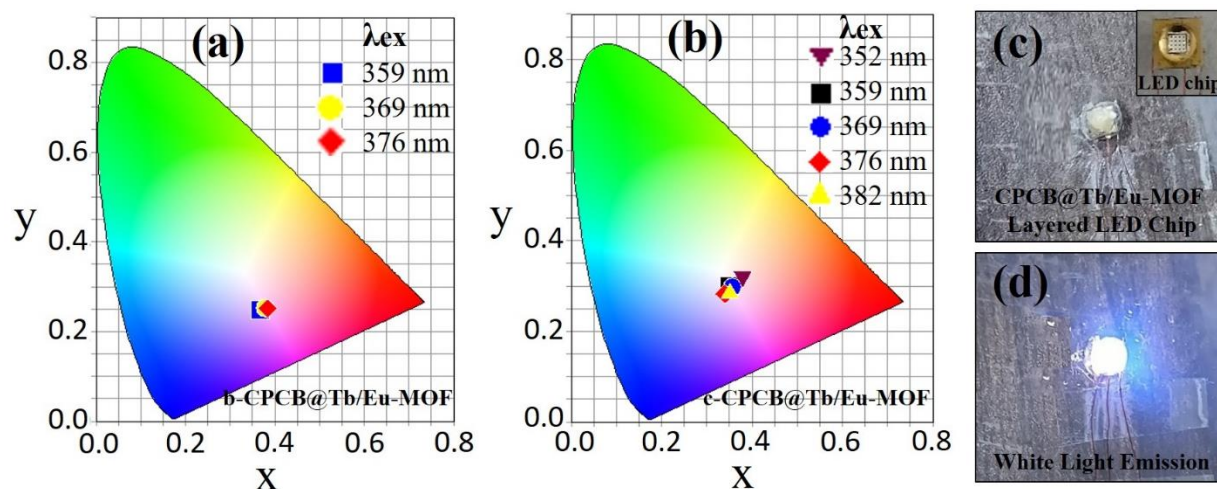 (a)
λex
359 nm
369 nm
376 nm
y
0.8
0.6
0.4
0.2
0.0
b-CPCB@Tb/Eu-MOF
0.0 0.2 0.4 0.6 0.8
x
(b)
λex
352 nm
359 nm
369 nm
376 nm
382 nm
y
0.8
0.6
0.4
0.2
0.0
c-CPCB@Tb/Eu-MOF
0.0 0.2 0.4 0.6 0.8
x
(c)
LED chip
CPCB@Tb/Eu-MOF
Layered LED Chip
(d)
White Light Emission